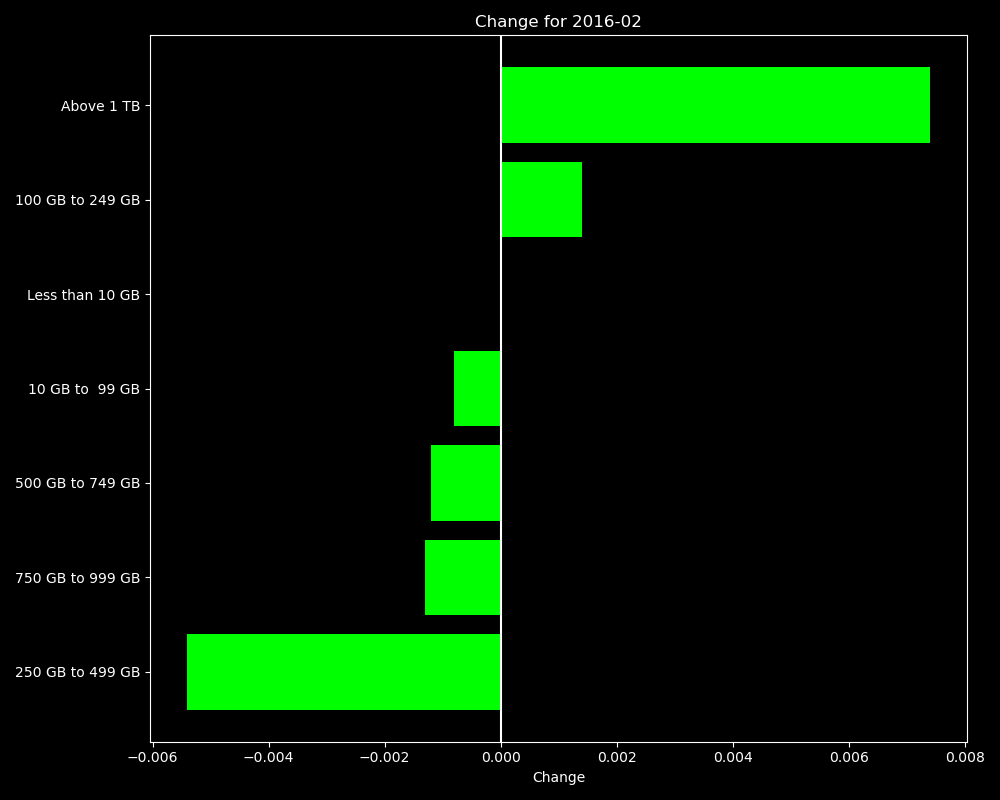 Change for 2016-02
Above 1 TB
100 GB to 249 GB
Less than 10 GB
10 GB to  99 GB
500 GB to 749 GB
750 GB to 999 GB
250 GB to 499 GB
−0.006 −0.004 −0.002 0.000 0.002 0.004 0.006 0.008
Change